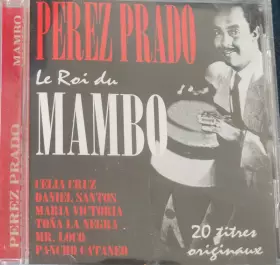 MAMBO
PEREZ PRADO
PEREZ PRADO
Le Roi du
MAMBO
CELIA CRUZ
DANIEL SANTOS
MARIA VICTORIA
TOÑA LA NEGRA
MR. LOCO
PANCHO CATANEO
20 titres
originaux